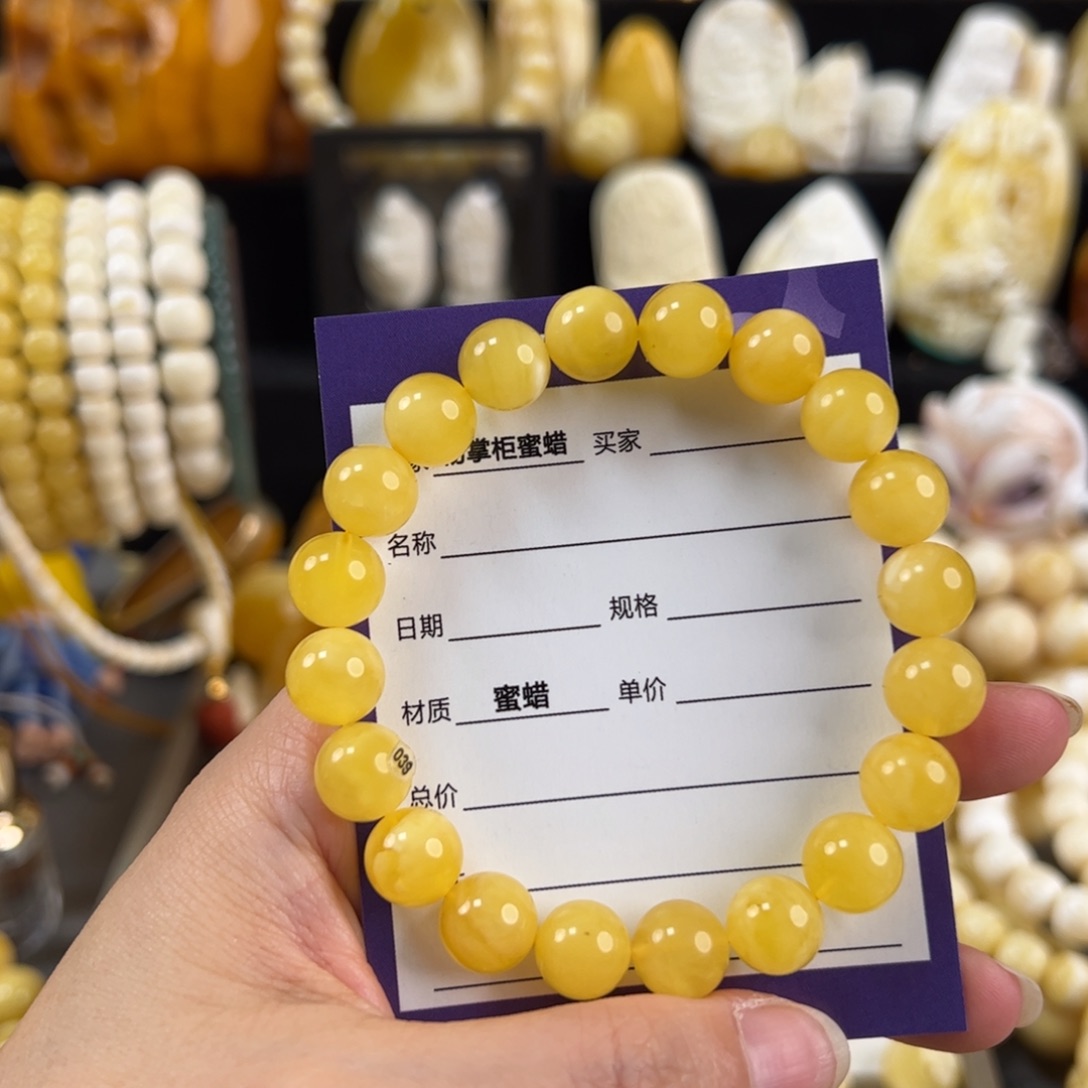 掌柜蜜蜡 买家
名称
日期 规格
材质 蜜蜡 单价
039
总价